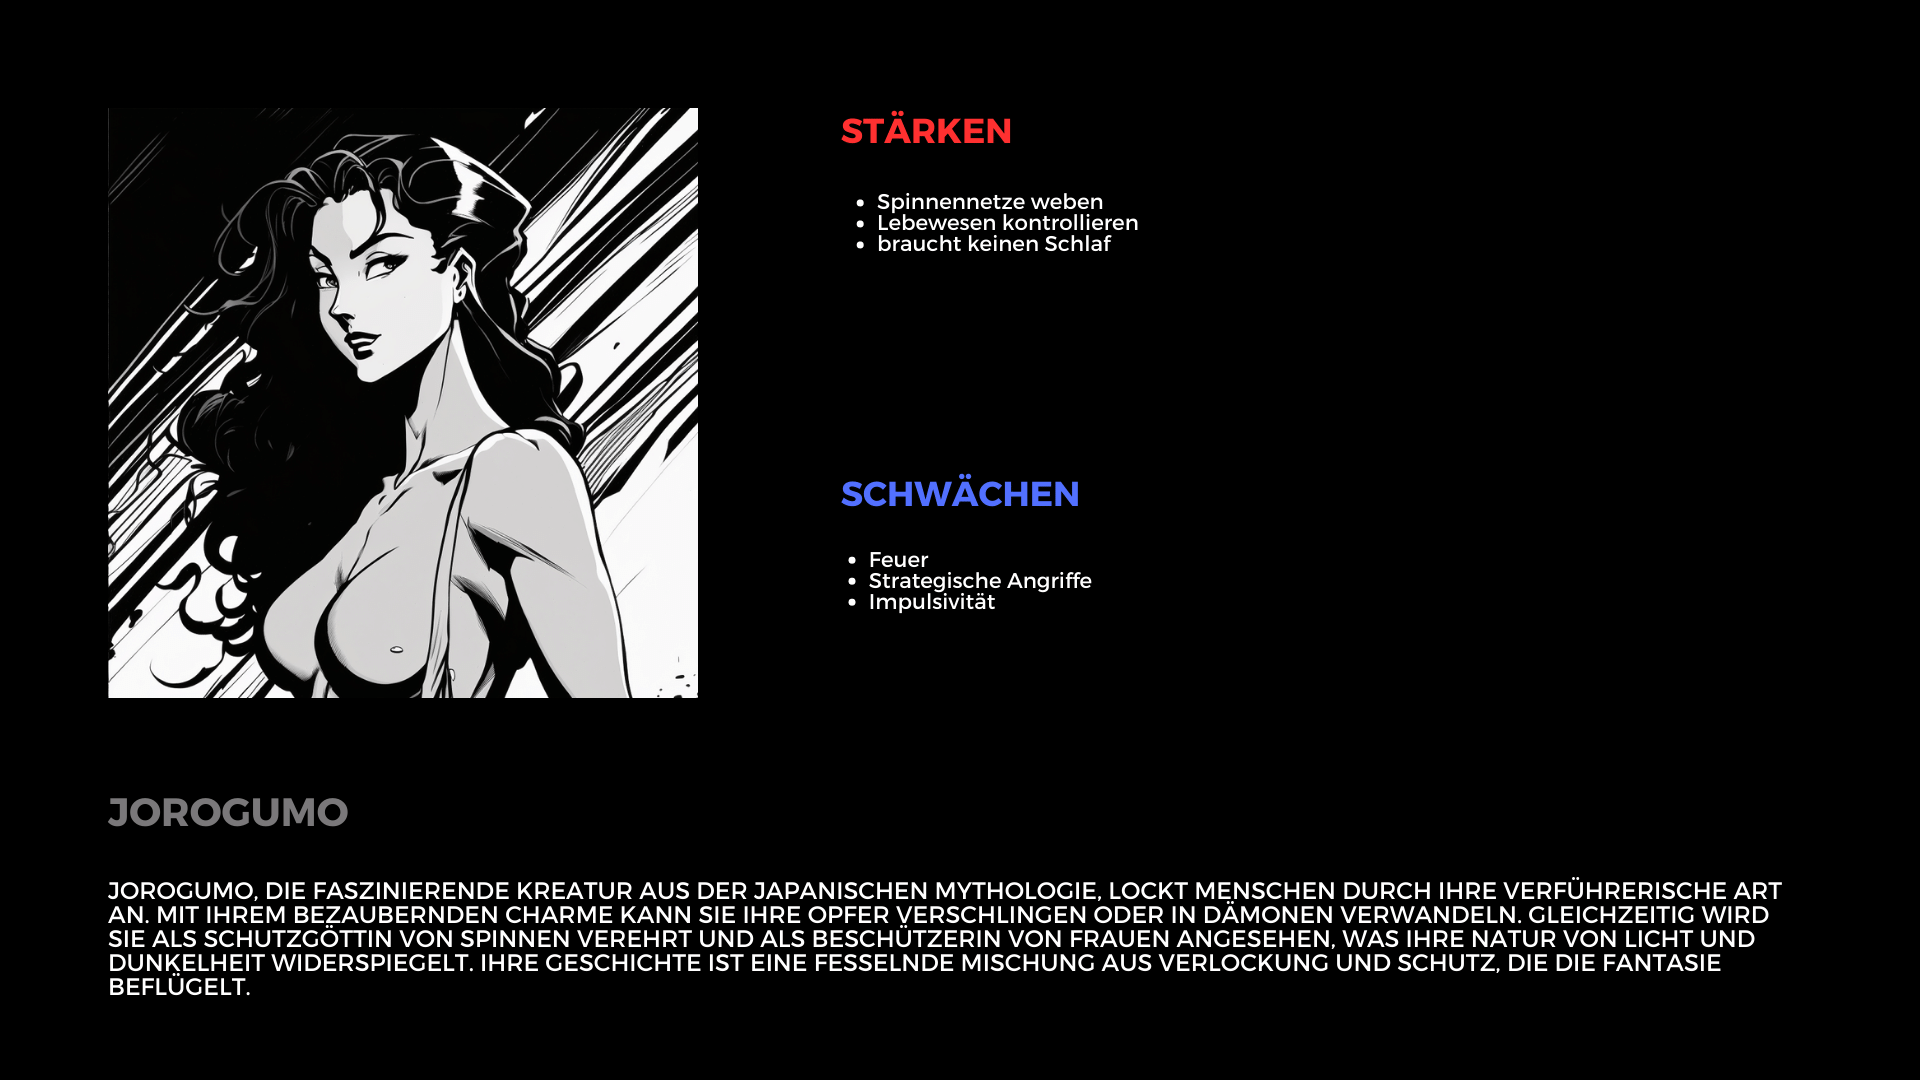 STÄRKEN
Spinnennetze weben
Lebewesen kontrollieren
braucht keinen Schlaf
SCHWÄCHEN
Feuer
Strategische Angriffe
Impulsivität
JOROGUMO
JOROGUMO, DIE FASZINIERENDE KREATUR AUS DER JAPANISCHEN MYTHOLOGIE, LOCKT MENSCHEN DURCH IHRE VERFÜHRERISCHE ART
AN. MIT IHREM BEZAUBERNDEN CHARME KANN SIE IHRE OPFER VERSCHLINGEN ODER IN DÄMONEN VERWANDELN. GLEICHZEITIG WIRD
SIE ALS SCHUTZGÖTTIN VON SPINNEN VEREHRT UND ALS BESCHÜTZERIN VON FRAUEN ANGESEHEN, WAS IHRE NATUR VON LICHT UND
DUNKELHEIT WIDERSPIEGELT. IHRE GESCHICHTE IST EINE FESSELNDE MISCHUNG AUS VERLOCKUNG UND SCHUTZ, DIE DIE FANTASIE
BEFLÜGELT.